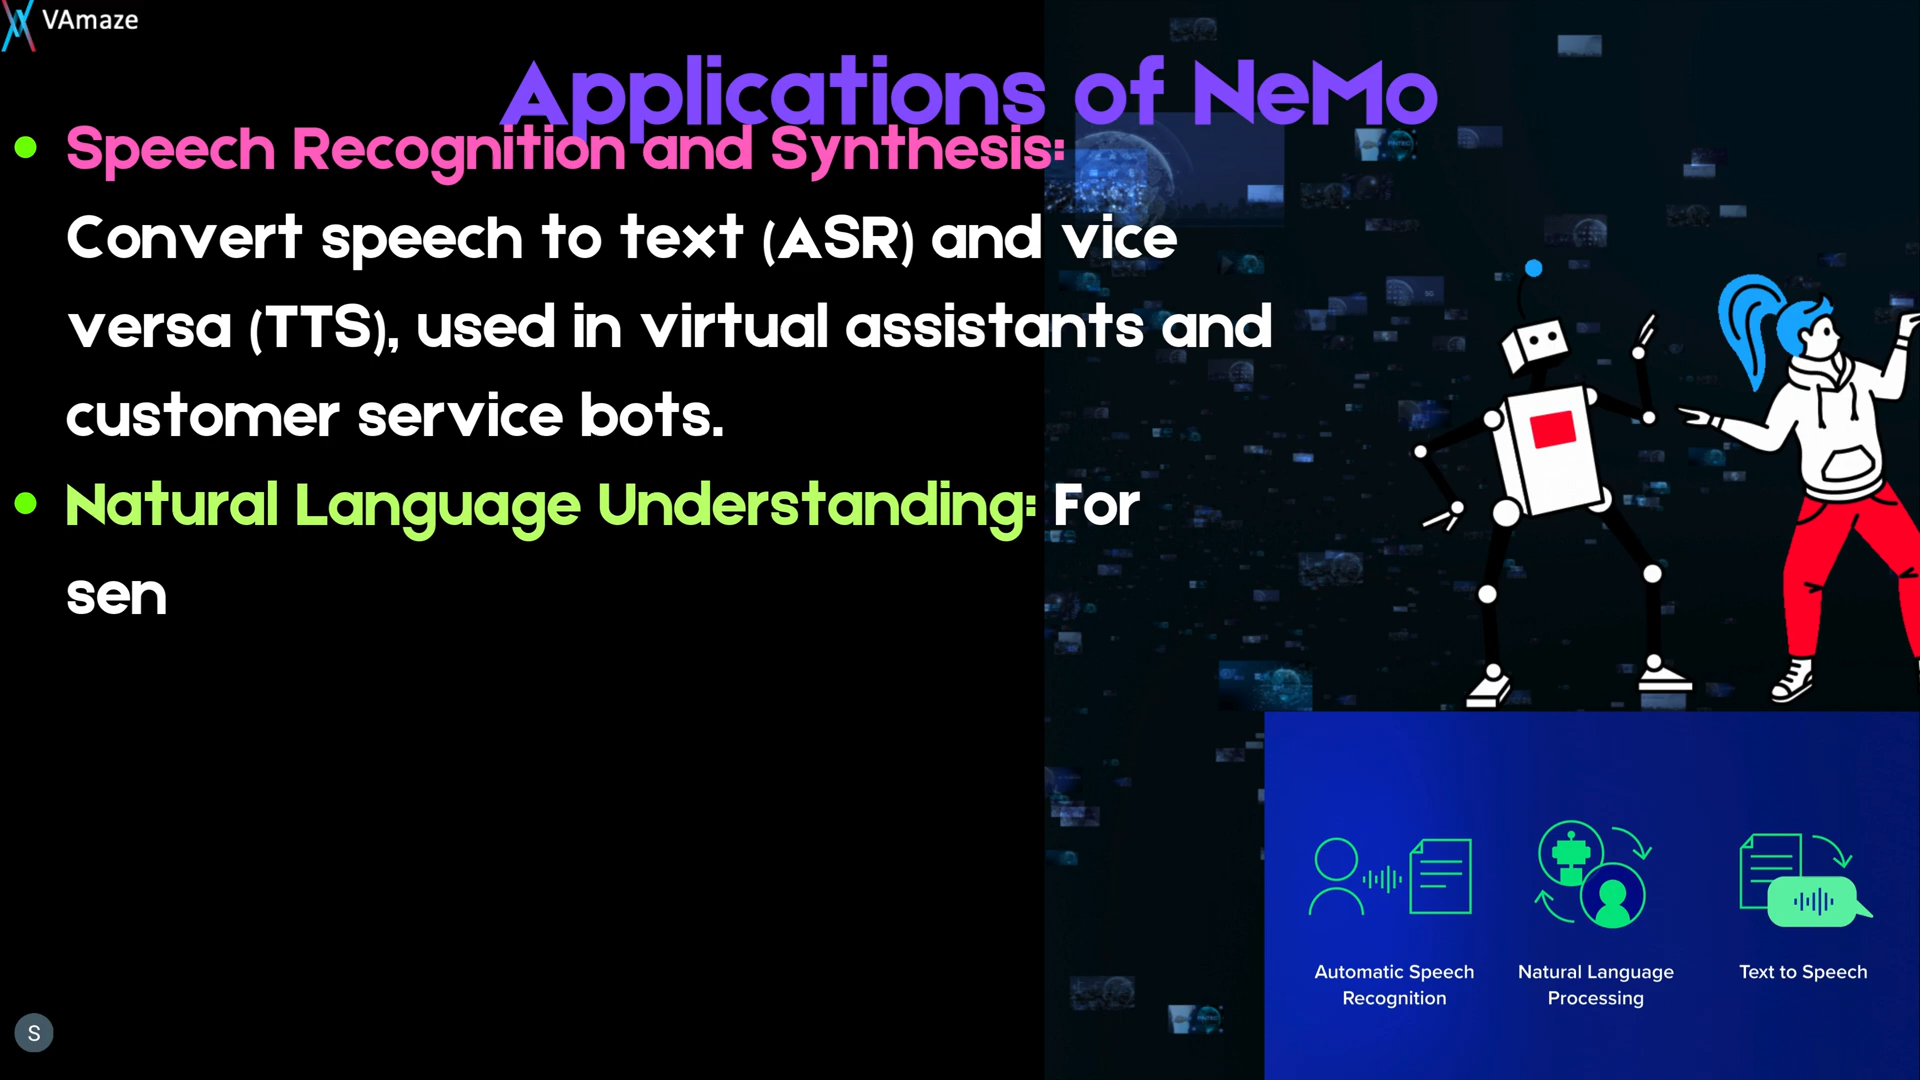 VAmaze
Applications of NeMo
Speech Recognition and Synthesis:
Convert speech to text (ASR) and vice
versa (TTS), used in virtual assistants and
customer service bots.
Natural Language Understanding: For
sen
Automatic Speech
Recognition
Natural Language
Processing
Text to Speech
S